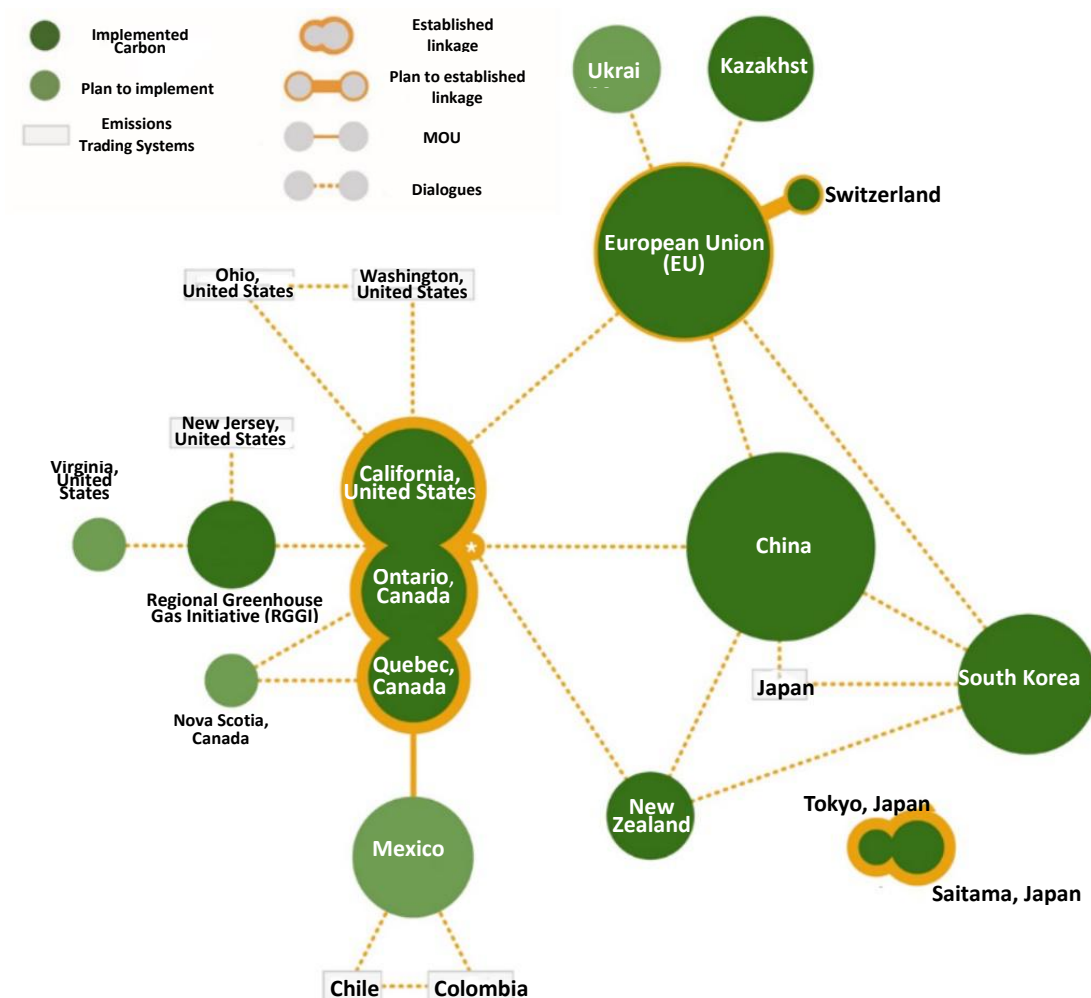 Implemented
Carbon
Plan to implement
Emissions
Trading Systems
Established
linkage
Plan to established
linkage
MOU
Dialogues
Ukrai
Kazakhst
Switzerland
European Union
(EU)
Ohio,
United States
Washington,
United States
New Jersey,
United States
Virginia,
United
States
California,
United States
*
China
Ontario,
Canada
Regional Greenhouse
Gas Initiative (RGGI)
Quebec,
Canada
Japan
South Korea
Nova Scotia,
Canada
New
Zealand
Tokyo, Japan
Mexico
Saitama, Japan
Chile
Colombia